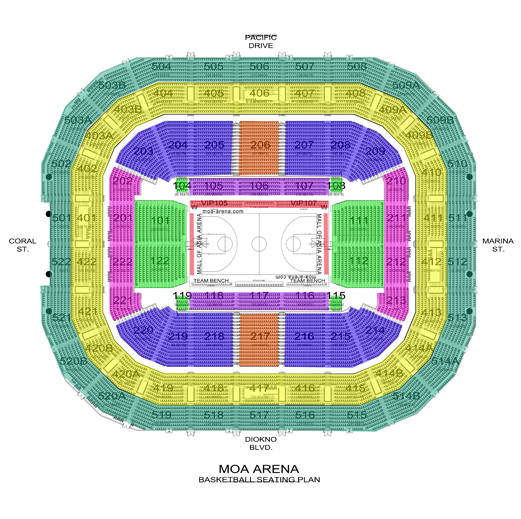 PACIFIC
DRIVE
504 505 506 507 508
503B 509A
404 405 406 407 408
403B 409A
503A 509B
403A 409B
203 204 205 206 207 208 209
502 402 410 510
202 104 105 106 107 108 210
VIP105 VIP107
moa-arena.com
501 401 201 101 111 211 411 511
CORAL
ST.
MALL OF ASIA ARENA
MALL OF ASIA ARENA
MARINA
ST.
522 422 222 122 112 212 412 512
moa-arena.com
TEAM BENCH TEAM BENCH
221 119 118 117 116 115 213
521 421 413 513
220 219 218 217 216 215 214
420B 414A
520B 514A
420A 414B
520A 514B
419 418 417 416 415
519 518 517 516 515
DIOKNO
BLVD.
MOA ARENA
BASKETBALL SEATING PLAN